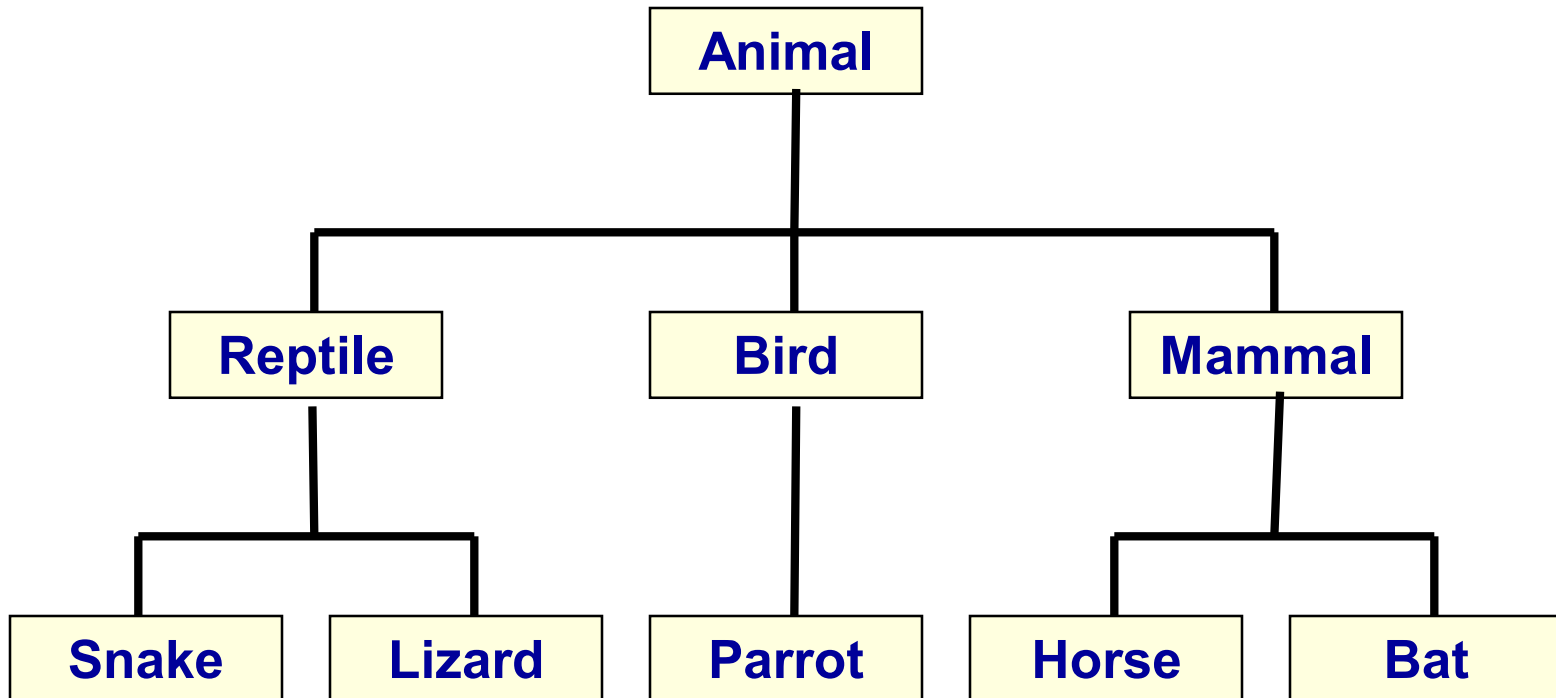 Animal
Reptile
Bird
Mammal
Snake
Lizard
Parrot
Horse
Bat